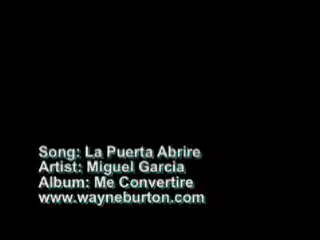 Song: La Puerta Abrire
Artist: Miguel Garcia
Album: Me Convertire
www.wayneburton.com